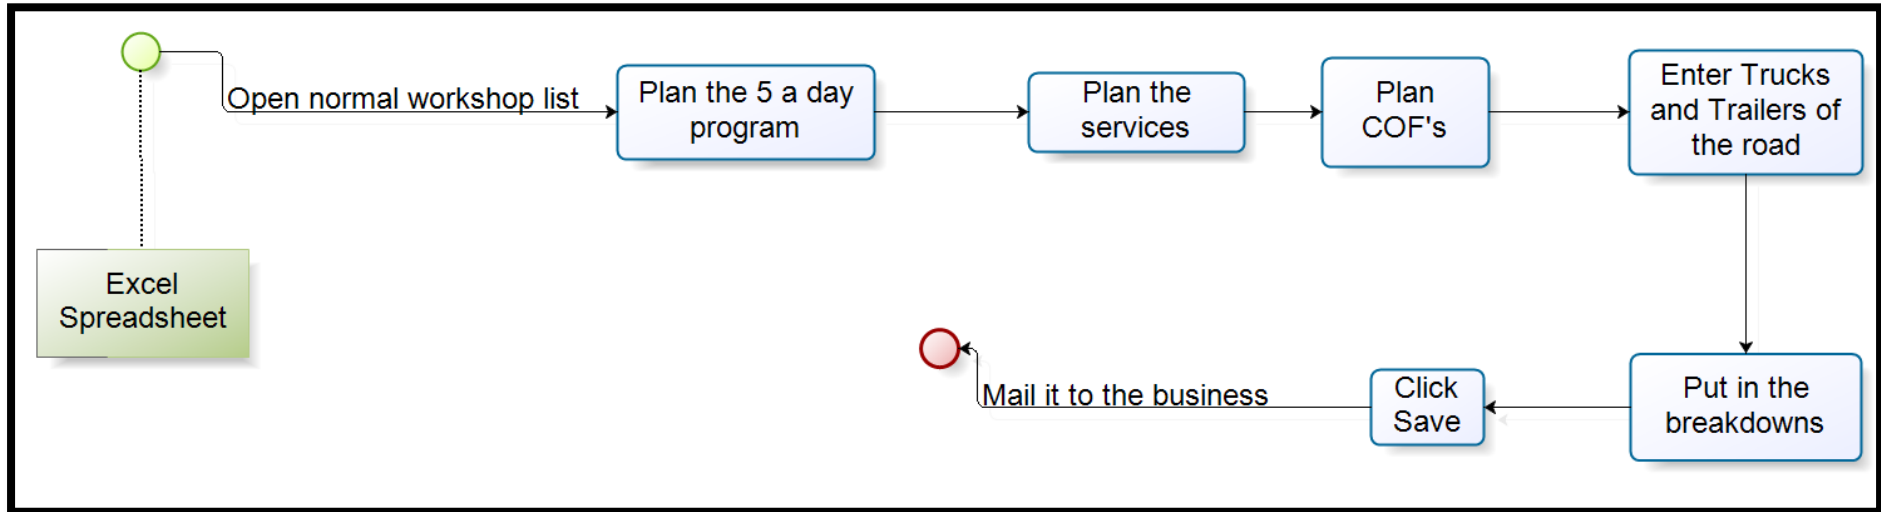 Open normal workshop list
Plan the 5 a day
program
Plan the
services
Plan
COF's
Enter Trucks
and Trailers of
the road
Excel
Spreadsheet
Put in the
breakdowns
Click
Save
Mail it to the business